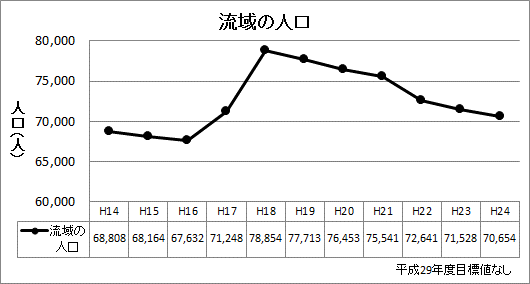 流域の人口
80,000
75,000
70,000
65,000
60,000
人口(人)
H14 H15 H16 H17 H18 H19 H20 H21 H22 H23 H24
流域の
人口
68,808 68,164 67,632 71,248 78,854 77,713 76,453 75,541 72,641 71,528 70,654
平成29年度目標値なし